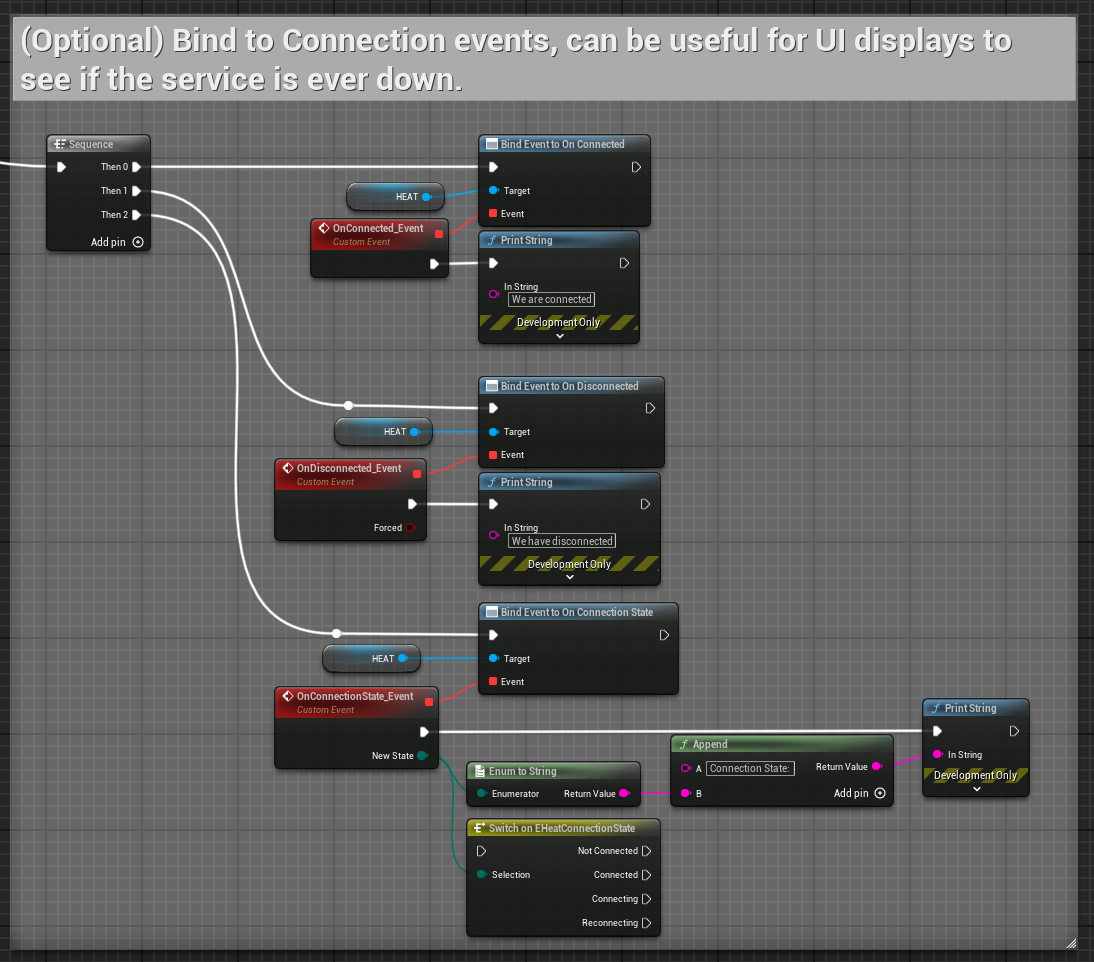 (Optional) Bind to Connection events, can be useful for UI displays to
see if the service is ever down.
Sequence
Then 0
Then 1
Then 2
Add pin
Bind Event to On Connected
HEAT
Target
Event
OnConnected_Event
Custom Event
Print String
In String
We are connected
Development Only
Bind Event to On Disconnected
HEAT
Target
Event
OnDisconnected_Event
Custom Event
Forced
Print String
In String
We have disconnected
Development Only
Bind Event to On Connection State
HEAT
Target
Event
OnConnectionState_Event
Custom Event
New State
Enum to String
Enumerator
Return Value
Append
A
Connection State:
Return Value
B
Add pin
Print String
In String
Development Only
Switch on EHeatConnectionState
Not Connected
Selection
Connected
Connecting
Reconnecting